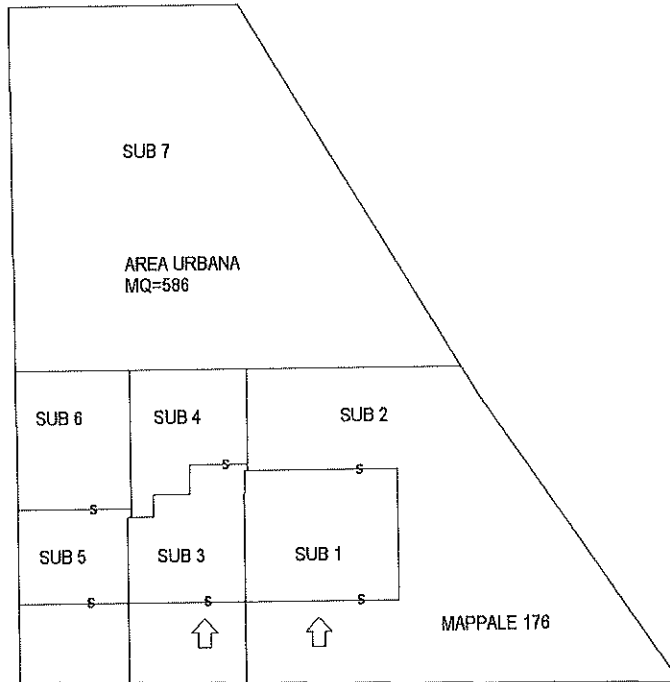 SUB 7
AREA URBANA
MQ=586
SUB 6
SUB 4
SUB 2
S
S
S
SUB 5
SUB 3
SUB 1
S
S
S
MAPPALE 176